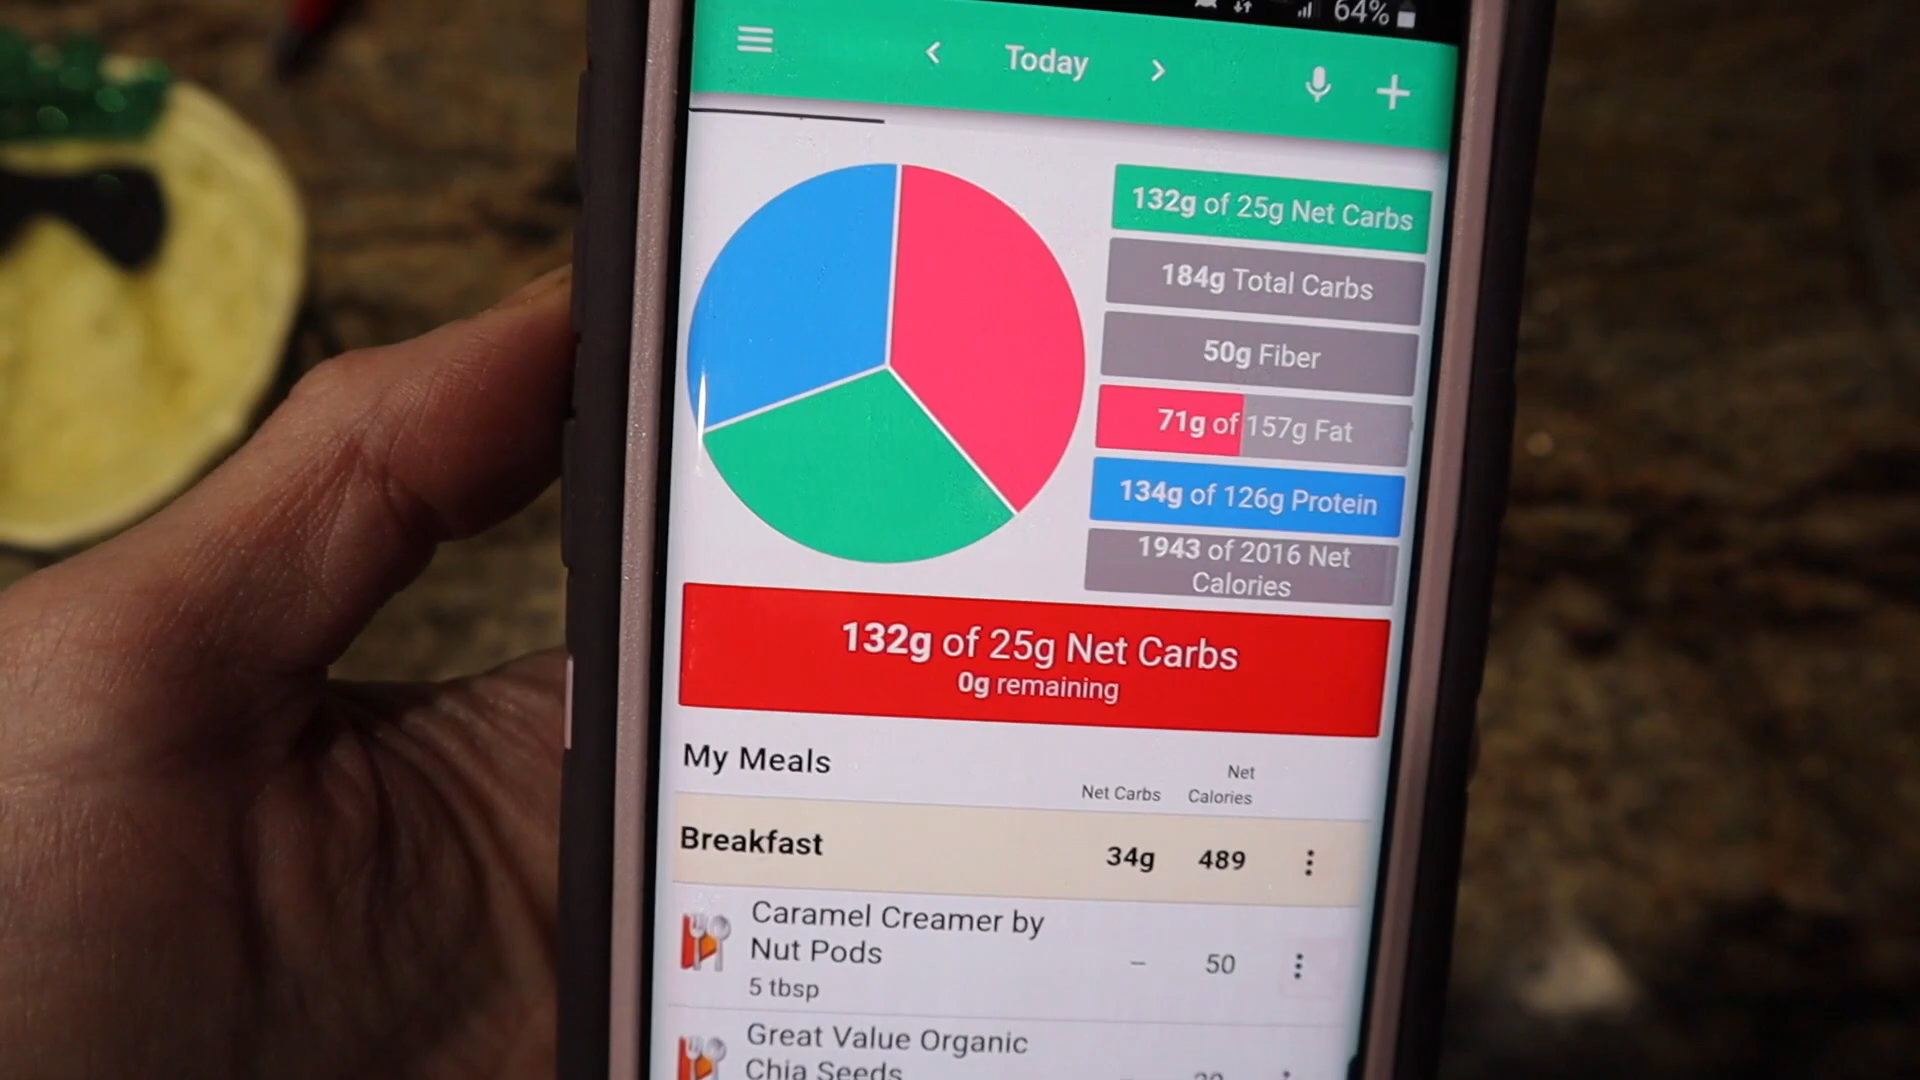 64%
Today
132g of 25g Net Carbs
184g Total Carbs
50g Fiber
71g of 157g Fat
134g of 126g Protein
1943 of 2016 Net
Calories
132g of 25g Net Carbs
0g remaining
My Meals
Net Carbs
Net
Calories
Breakfast 34g 489
Caramel Creamer by
Nut Pods
– 50
5 tbsp
Great Value Organic
Chia Seeds